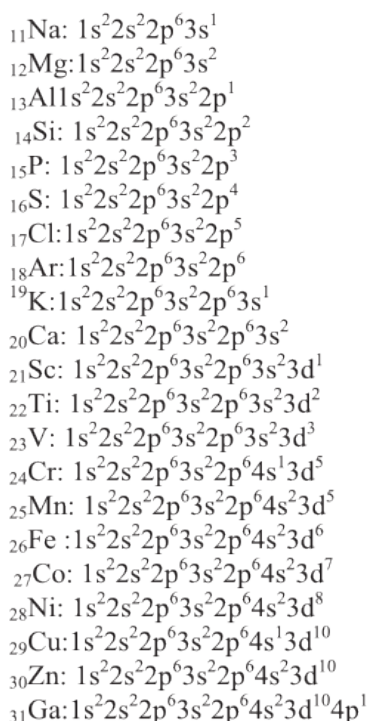 ₁₁Na: 1s²2s²2p⁶3s¹
₁₂Mg:1s²2s²2p⁶3s²
₁₃Al1s²2s²2p⁶3s²2p¹
₁₄Si: 1s²2s²2p⁶3s²2p²
₁₅P: 1s²2s²2p⁶3s²2p³
₁₆S: 1s²2s²2p⁶3s²2p⁴
₁₇Cl:1s²2s²2p⁶3s²2p⁵
₁₈Ar:1s²2s²2p⁶3s²2p⁶
¹⁹K:1s²2s²2p⁶3s²2p⁶3s¹
₂₀Ca: 1s²2s²2p⁶3s²2p⁶3s²
₂₁Sc: 1s²2s²2p⁶3s²2p⁶3s²3d¹
₂₂Ti: 1s²2s²2p⁶3s²2p⁶3s²3d²
₂₃V: 1s²2s²2p⁶3s²2p⁶3s²3d³
₂₄Cr: 1s²2s²2p⁶3s²2p⁶4s¹3d⁵
₂₅Mn: 1s²2s²2p⁶3s²2p⁶4s²3d⁵
₂₆Fe :1s²2s²2p⁶3s²2p⁶4s²3d⁶
₂₇Co: 1s²2s²2p⁶3s²2p⁶4s²3d⁷
₂₈Ni: 1s²2s²2p⁶3s²2p⁶4s²3d⁸
₂₉Cu:1s²2s²2p⁶3s²2p⁶4s¹3d¹⁰
₃₀Zn: 1s²2s²2p⁶3s²2p⁶4s²3d¹⁰
₃₁Ga:1s²2s²2p⁶3s²2p⁶4s²3d¹⁰4p¹